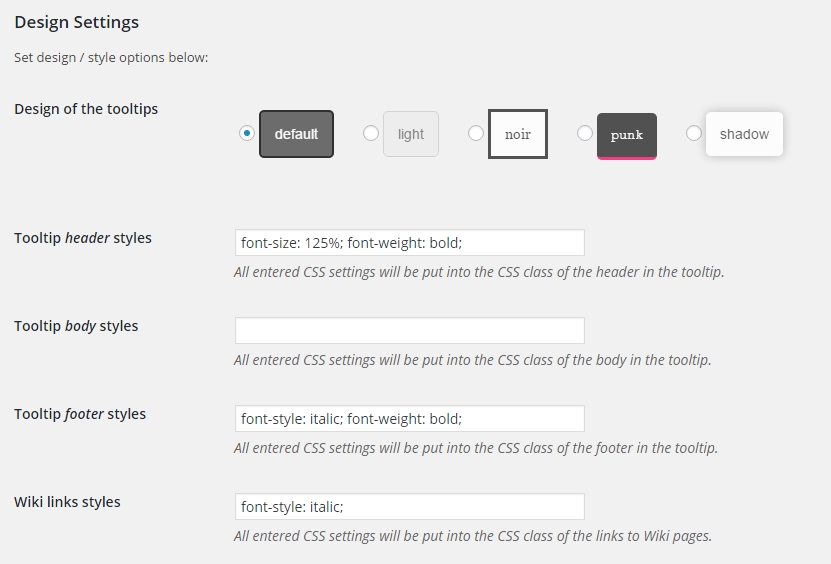 Design Settings
Set design / style options below:
Design of the tooltips
default light noir punk shadow
Tooltip header styles
font-size: 125%; font-weight: bold;
All entered CSS settings will be put into the CSS class of the header in the tooltip.
Tooltip body styles
All entered CSS settings will be put into the CSS class of the body in the tooltip.
Tooltip footer styles
font-style: italic; font-weight: bold;
All entered CSS settings will be put into the CSS class of the footer in the tooltip.
Wiki links styles
font-style: italic;
All entered CSS settings will be put into the CSS class of the links to Wiki pages.